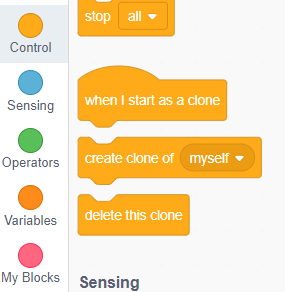 stop all
Control
when I start as a clone
Sensing
create clone of myself
Operators
delete this clone
Variables
My Blocks
Sensing